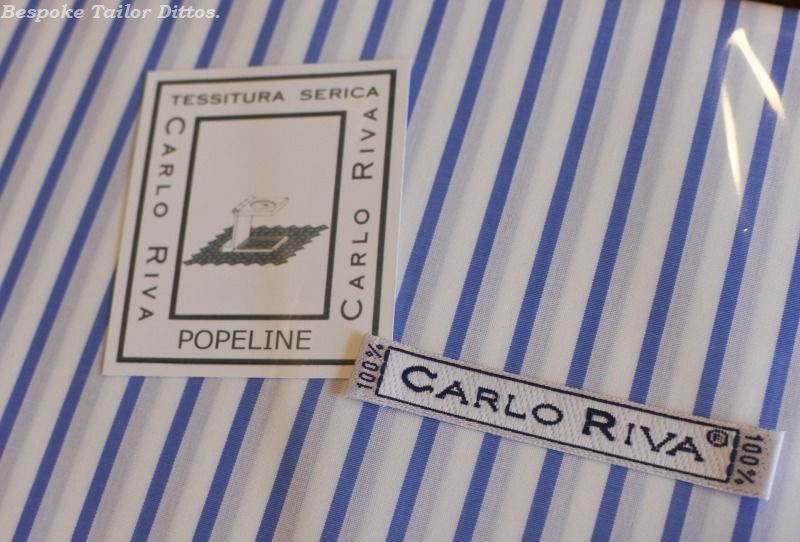 Bespoke Tailor Dittos.
TESSITURA SERICA
CARLO RIVA
CARLO RIVA
POPELINE
100% CARLO RIVA® 100%